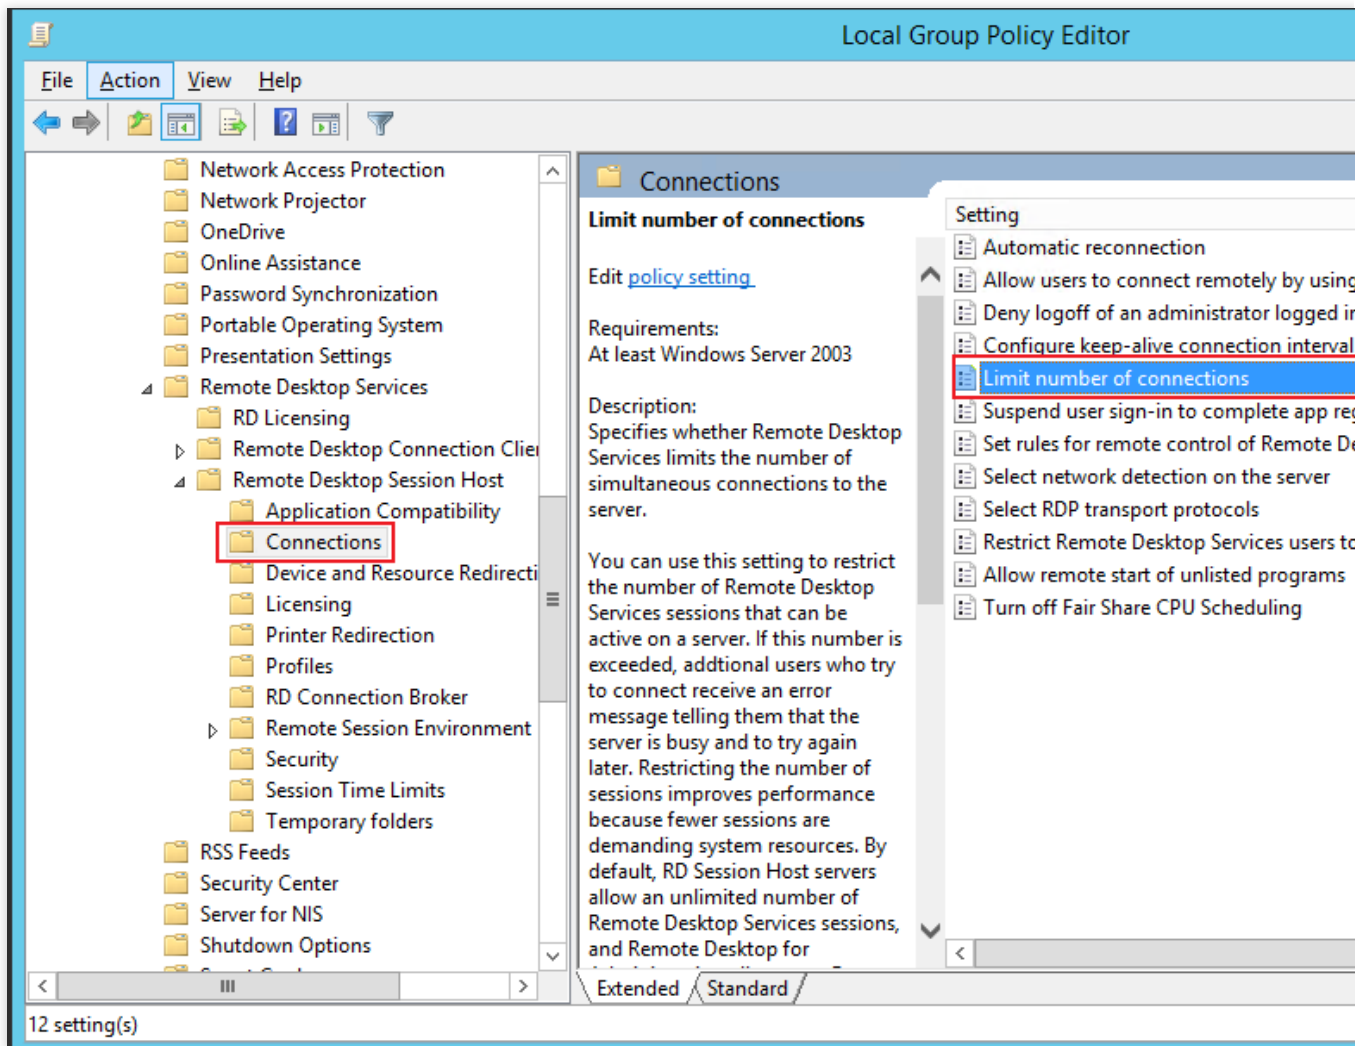 Local Group Policy Editor
File Action View Help
Network Access Protection
Network Projector
OneDrive
Online Assistance
Password Synchronization
Portable Operating System
Presentation Settings
Remote Desktop Services
RD Licensing
Remote Desktop Connection Clie
Remote Desktop Session Host
Application Compatibility
Connections
Device and Resource Redirecti
Licensing
Printer Redirection
Profiles
RD Connection Broker
Remote Session Environment
Security
Session Time Limits
Temporary folders
RSS Feeds
Security Center
Server for NIS
Shutdown Options
Connections
Limit number of connections
Edit policy setting
Requirements:
At least Windows Server 2003
Description:
Specifies whether Remote Desktop
Services limits the number of
simultaneous connections to the
server.
You can use this setting to restrict
the number of Remote Desktop
Services sessions that can be
active on a server. If this number is
exceeded, addtional users who try
to connect receive an error
message telling them that the
server is busy and to try again
later. Restricting the number of
sessions improves performance
because fewer sessions are
demanding system resources. By
default, RD Session Host servers
allow an unlimited number of
Remote Desktop Services sessions,
and Remote Desktop for
Extended Standard
Setting
Automatic reconnection
Allow users to connect remotely by using
Deny logoff of an administrator logged i
Configure keep-alive connection interval
Limit number of connections
Suspend user sign-in to complete app reg
Set rules for remote control of Remote De
Select network detection on the server
Select RDP transport protocols
Restrict Remote Desktop Services users to
Allow remote start of unlisted programs
Turn off Fair Share CPU Scheduling
12 setting(s)